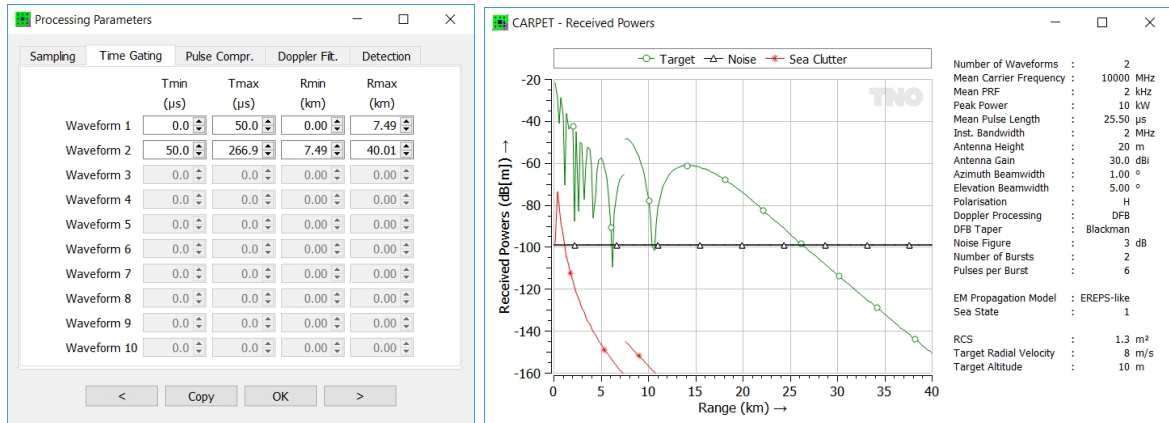 Processing Parameters
Sampling Time Gating Pulse Compr. Doppler Filt. Detection
Tmin Tmax Rmin Rmax
(µs) (µs) (km) (km)
Waveform 1 0.0 50.0 0.00 7.49
Waveform 2 50.0 266.9 7.49 40.01
Waveform 3 0.0 0.0 0.00 0.00
Waveform 4 0.0 0.0 0.00 0.00
Waveform 5 0.0 0.0 0.00 0.00
Waveform 6 0.0 0.0 0.00 0.00
Waveform 7 0.0 0.0 0.00 0.00
Waveform 8 0.0 0.0 0.00 0.00
Waveform 9 0.0 0.0 0.00 0.00
Waveform 10 0.0 0.0 0.00 0.00
< Copy OK >
CARPET - Received Powers
Target Noise Sea Clutter
TNO
Received Powers (dB[m]) →
-20
-40
-60
-80
-100
-120
-140
-160
0 5 10 15 20 25 30 35 40
Range (km) →
Number of Waveforms : 2
Mean Carrier Frequency : 10000 MHz
Mean PRF : 2 kHz
Peak Power : 10 kW
Mean Pulse Length : 25.50 µs
Inst. Bandwidth : 2 MHz
Antenna Height : 20 m
Antenna Gain : 30.0 dBi
Azimuth Beamwidth : 1.00 º
Elevation Beamwidth : 5.00 º
Polarisation : H
Doppler Processing : DFB
DFB Taper : Blackman
Noise Figure : 3 dB
Number of Bursts : 2
Pulses per Burst : 6
EM Propagation Model : EREPS-like
Sea State : 1
RCS : 1.3 m²
Target Radial Velocity : 8 m/s
Target Altitude : 10 m